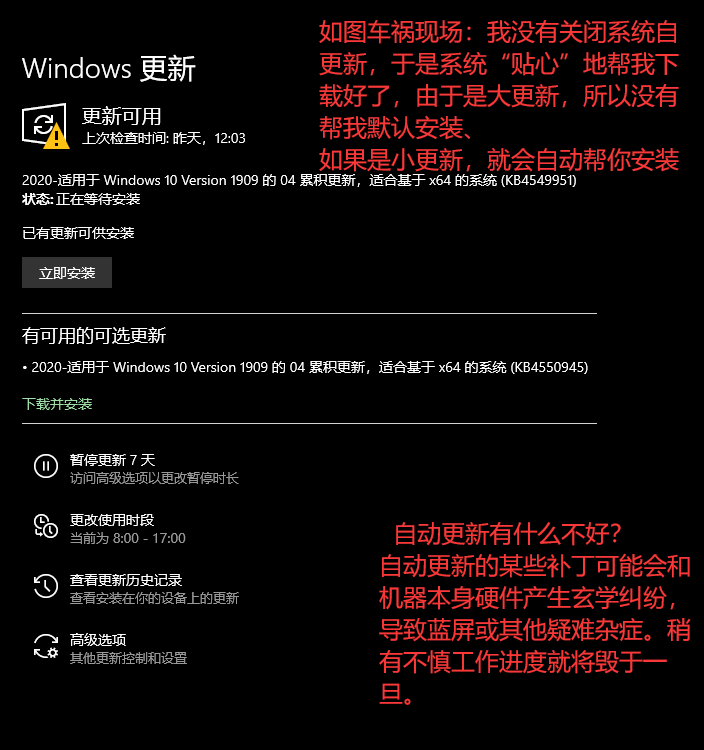 如图车祸现场：我没有关闭系统自
更新，于是系统“贴心”地帮我下
载好了，由于是大更新，所以没有
帮我默认安装、
如果是小更新，就会自动帮你安装
Windows 更新
更新可用
上次检查时间: 昨天，12:03
2020-适用于 Windows 10 Version 1909 的 04 累积更新，适合基于 x64 的系统 (KB4549951)
状态: 正在等待安装
已有更新可供安装
立即安装
有可用的可选更新
• 2020-适用于 Windows 10 Version 1909 的 04 累积更新，适合基于 x64 的系统 (KB4550945)
下载并安装
暂停更新 7 天
访问高级选项以更改暂停时长
更改使用时段
当前为 8:00 - 17:00
查看更新历史记录
查看安装在你的设备上的更新
高级选项
其他更新控制和设置
自动更新有什么不好？
自动更新的某些补丁可能会和
机器本身硬件产生玄学纠纷，
导致蓝屏或其他疑难杂症。稍
有不慎工作进度就将毁于一
旦。